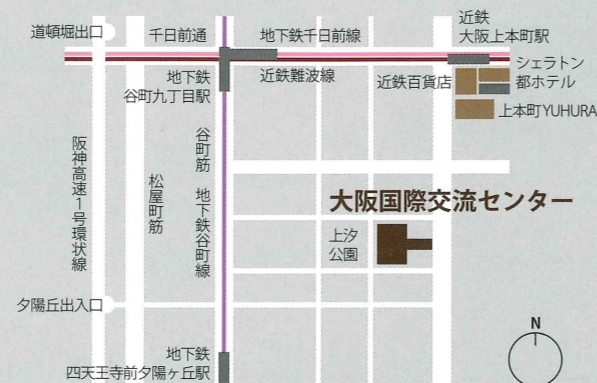 道頓堀出口
千日前通
地下鉄千日前線
近鉄
大阪上本町駅
シェラトン
都ホテル
地下鉄
谷町九丁目駅
近鉄難波線
近鉄百貨店
上本町YUHURA
阪神高速1号環状線
松屋町筋
谷町筋
地下鉄谷町線
大阪国際交流センター
上汐
公園
夕陽丘出入口
地下鉄
四天王寺前夕陽ヶ丘駅
N